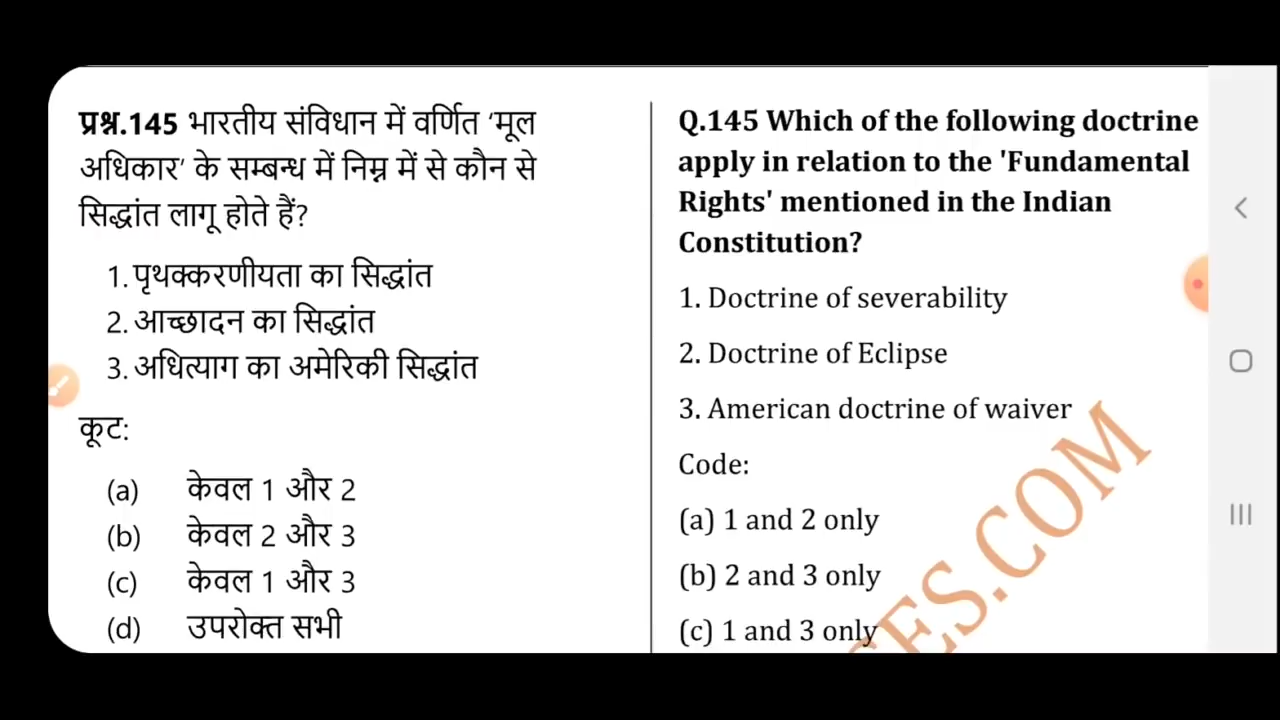 प्रश्न.145 भारतीय संविधान में वर्णित ‘मूल
अधिकार’ के सम्बन्ध में निम्न में से कौन से
सिद्धांत लागू होते हैं?
1. पृथक्करणीयता का सिद्धांत
2. आच्छादन का सिद्धांत
3. अधित्याग का अमेरिकी सिद्धांत
कूट:
(a) केवल 1 और 2
(b) केवल 2 और 3
(c) केवल 1 और 3
(d) उपरोक्त सभी
Q.145 Which of the following doctrine
apply in relation to the 'Fundamental
Rights' mentioned in the Indian
Constitution?
1. Doctrine of severability
2. Doctrine of Eclipse
3. American doctrine of waiver
Code:
(a) 1 and 2 only
(b) 2 and 3 only
(c) 1 and 3 only
ES.COM